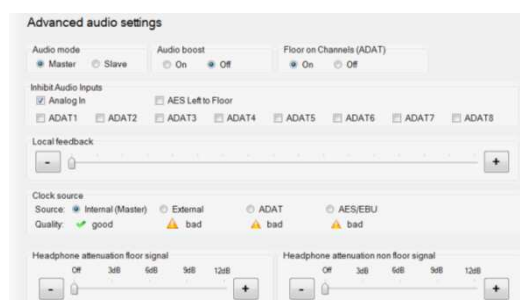 Advanced audio settings
Audio mode Audio boost Floor on Channels (ADAT)
Master Slave On Off On Off
Inhibit Audio Inputs
Analog In AES Left to Floor
ADAT1 ADAT2 ADAT3 ADAT4 ADAT5 ADAT6 ADAT7 ADAT8
Local feedback
- +
Clock source
Source: Internal (Master) External ADAT AES/EBU
Quality: good bad bad bad
Headphone attenuation floor signal Headphone attenuation non floor signal
Off 3dB 6dB 9dB 12dB Off 3dB 6dB 9dB 12dB
- + - +